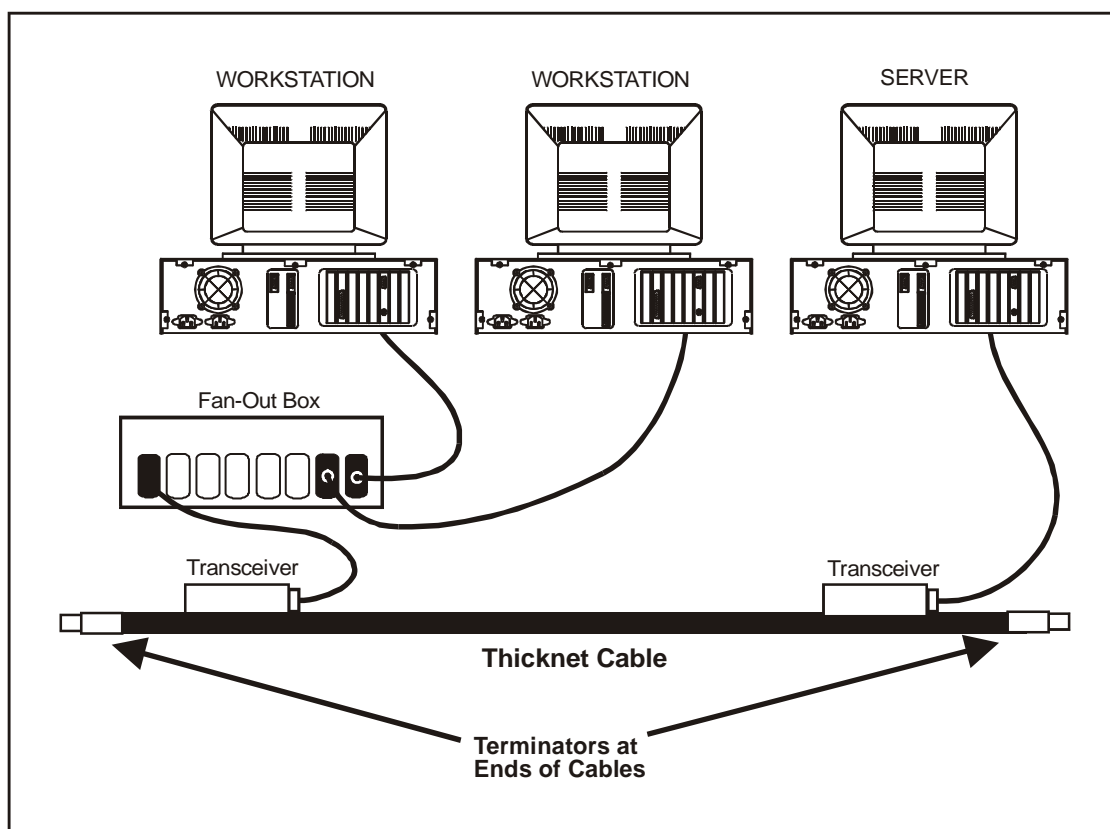 WORKSTATION
WORKSTATION
SERVER
Fan-Out Box
Transceiver
Transceiver
Thicknet Cable
Terminators at
Ends of Cables